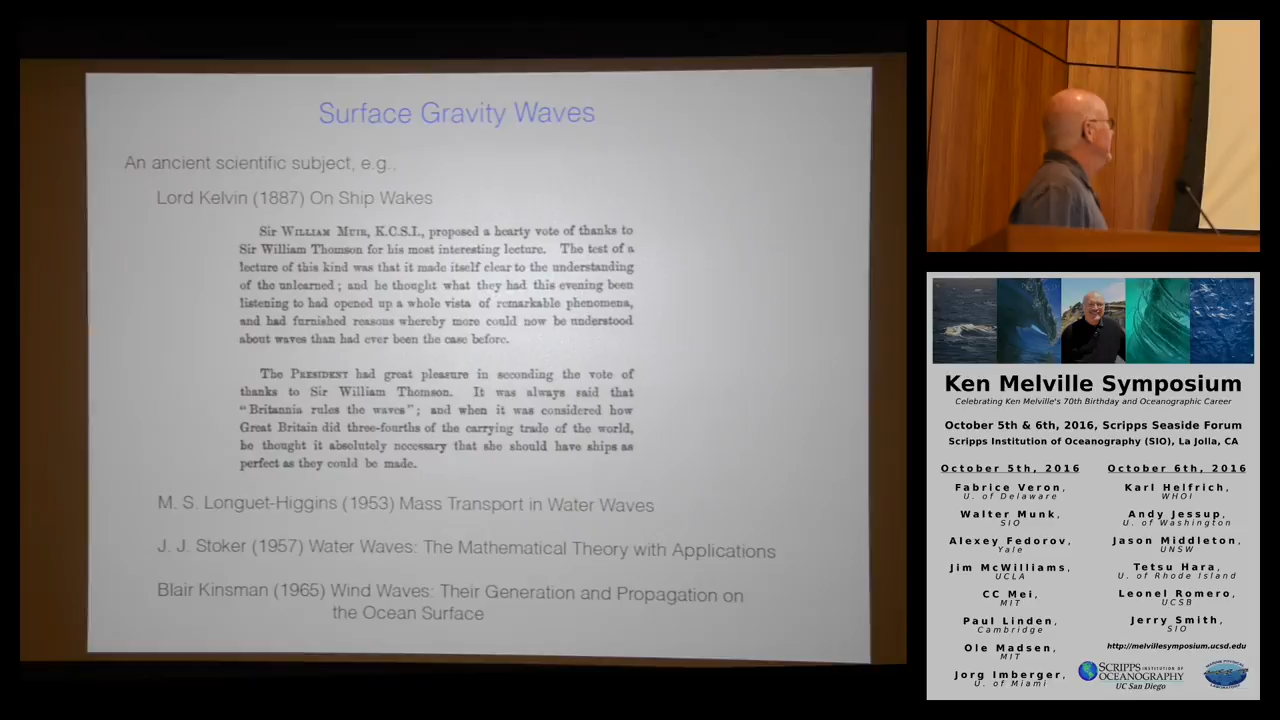 Surface Gravity Waves
An ancient scientific subject, e.g.,
Lord Kelvin (1887) On Ship Wakes
Sir William Muir, K.C.S.I., proposed a hearty vote of thanks to
Sir William Thomson for his most interesting lecture. The test of a
lecture of this kind was that it made itself clear to the understanding
of the unlearned; and he thought what they had this evening been
listening to had opened up a whole vista of remarkable phenomena,
and had furnished reasons whereby more could now be understood
about waves than had ever been the case before.
The President had great pleasure in seconding the vote of
thanks to Sir William Thomson. It was always said that
"Britannia rules the waves"; and when it was considered how
Great Britain did three-fourths of the carrying trade of the world,
he thought it absolutely necessary that she should have ships as
perfect as they could be made.
M. S. Longuet-Higgins (1953) Mass Transport in Water Waves
J. J. Stoker (1957) Water Waves: The Mathematical Theory with Applications
Blair Kinsman (1965) Wind Waves: Their Generation and Propagation on
the Ocean Surface
Ken Melville Symposium
Celebrating Ken Melville's 70th Birthday and Oceanographic Career
October 5th & 6th, 2016, Scripps Seaside Forum
Scripps Institution of Oceanography (SIO), La Jolla, CA
October 5th, 2016
Fabrice Veron,
U. of Delaware
Walter Munk,
SIO
Alexey Fedorov,
Yale
Jim McWilliams,
UCLA
CC Mei,
MIT
Paul Linden,
Cambridge
Ole Madsen,
MIT
Jorg Imberger,
U. of Miami
October 6th, 2016
Karl Helfrich,
WHOI
Andy Jessup,
U. of Washington
Jason Middleton,
UNSW
Tetsu Hara,
U. of Rhode Island
Leonel Romero,
UCSB
Jerry Smith,
SIO
http://melvillesymposium.ucsd.edu
SCRIPPS INSTITUTION OF
OCEANOGRAPHY
UC San Diego